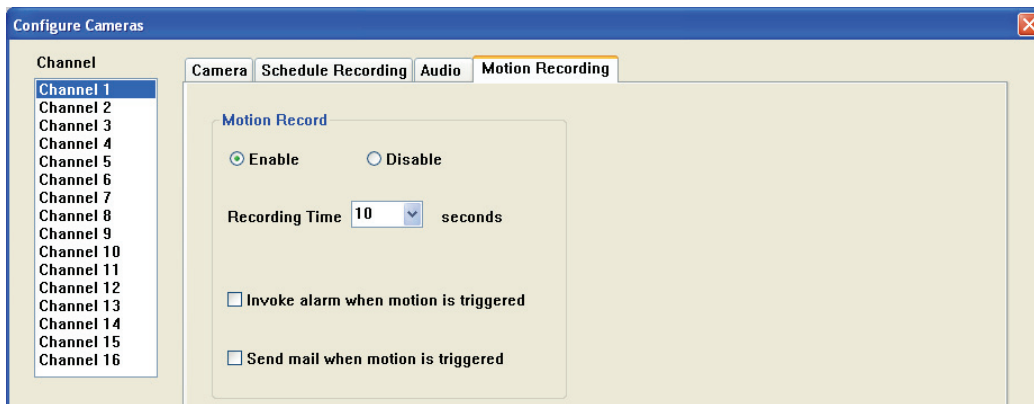 Configure Cameras
Channel
Channel 1
Channel 2
Channel 3
Channel 4
Channel 5
Channel 6
Channel 7
Channel 8
Channel 9
Channel 10
Channel 11
Channel 12
Channel 13
Channel 14
Channel 15
Channel 16
Camera Schedule Recording Audio Motion Recording
Motion Record
Enable Disable
Recording Time 10 seconds
Invoke alarm when motion is triggered
Send mail when motion is triggered